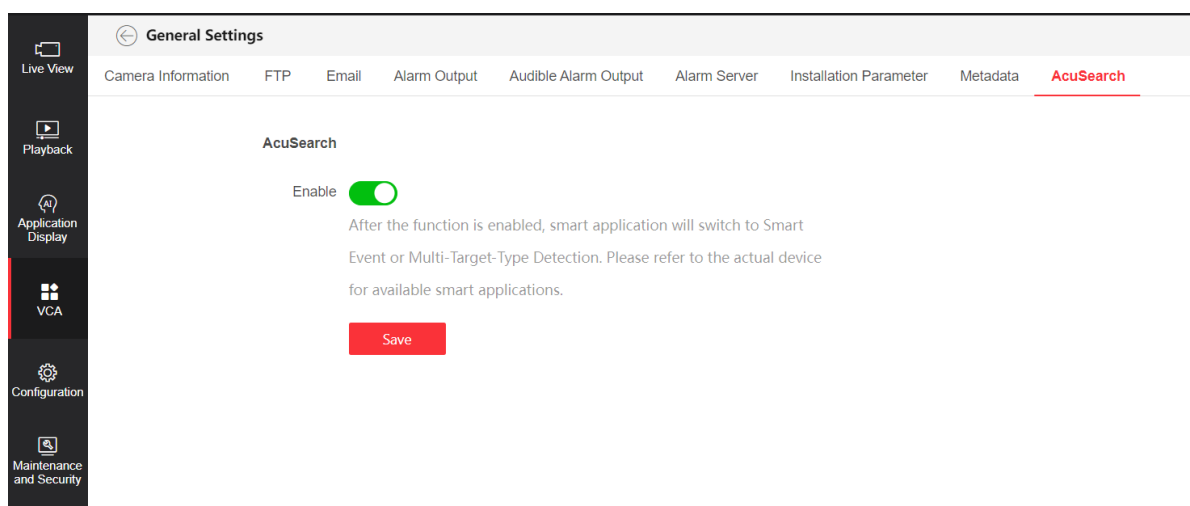 General Settings
Live View
Camera Information FTP Email Alarm Output Audible Alarm Output Alarm Server Installation Parameter Metadata AcuSearch
Playback
AcuSearch
Enable
Application
Display
AI
After the function is enabled, smart application will switch to Smart
Event or Multi-Target-Type Detection. Please refer to the actual device
for available smart applications.
VCA
Save
Configuration
Maintenance
and Security